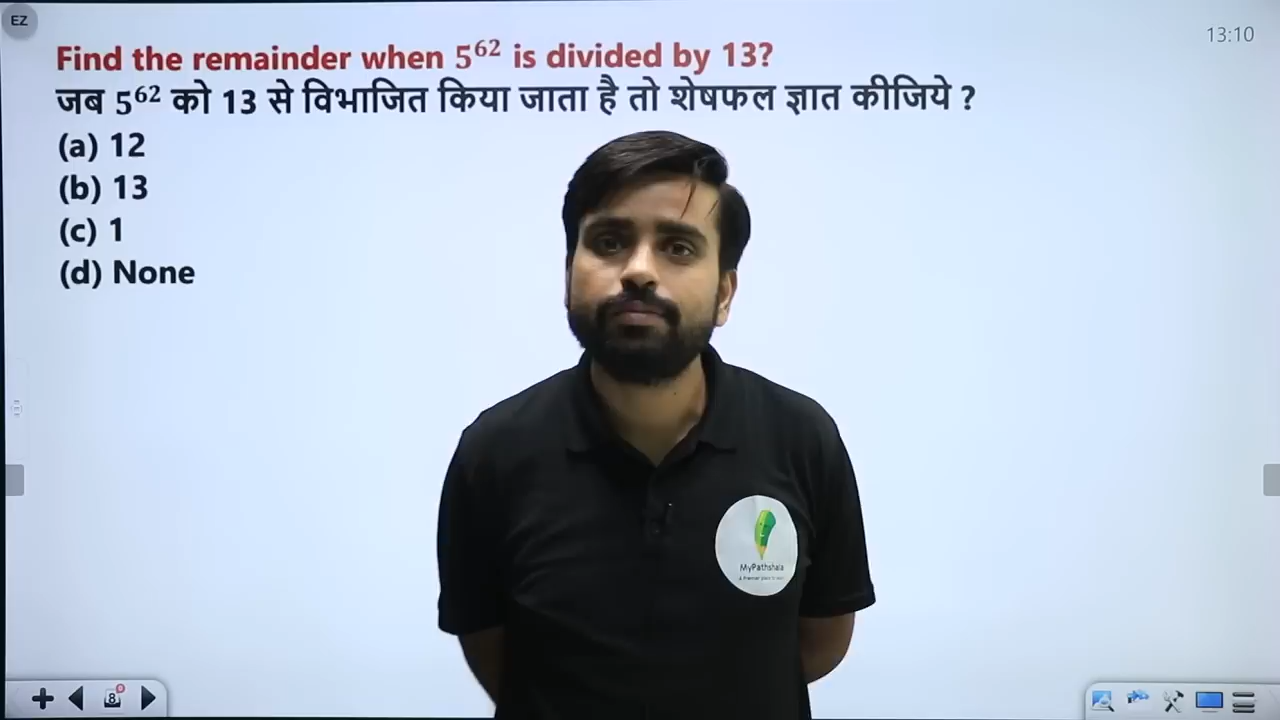 EZ
13:10
Find the remainder when 5⁶² is divided by 13?
जब 5⁶² को 13 से विभाजित किया जाता है तो शेषफल ज्ञात कीजिये ?
(a) 12
(b) 13
(c) 1
(d) None
MyPathshala
8